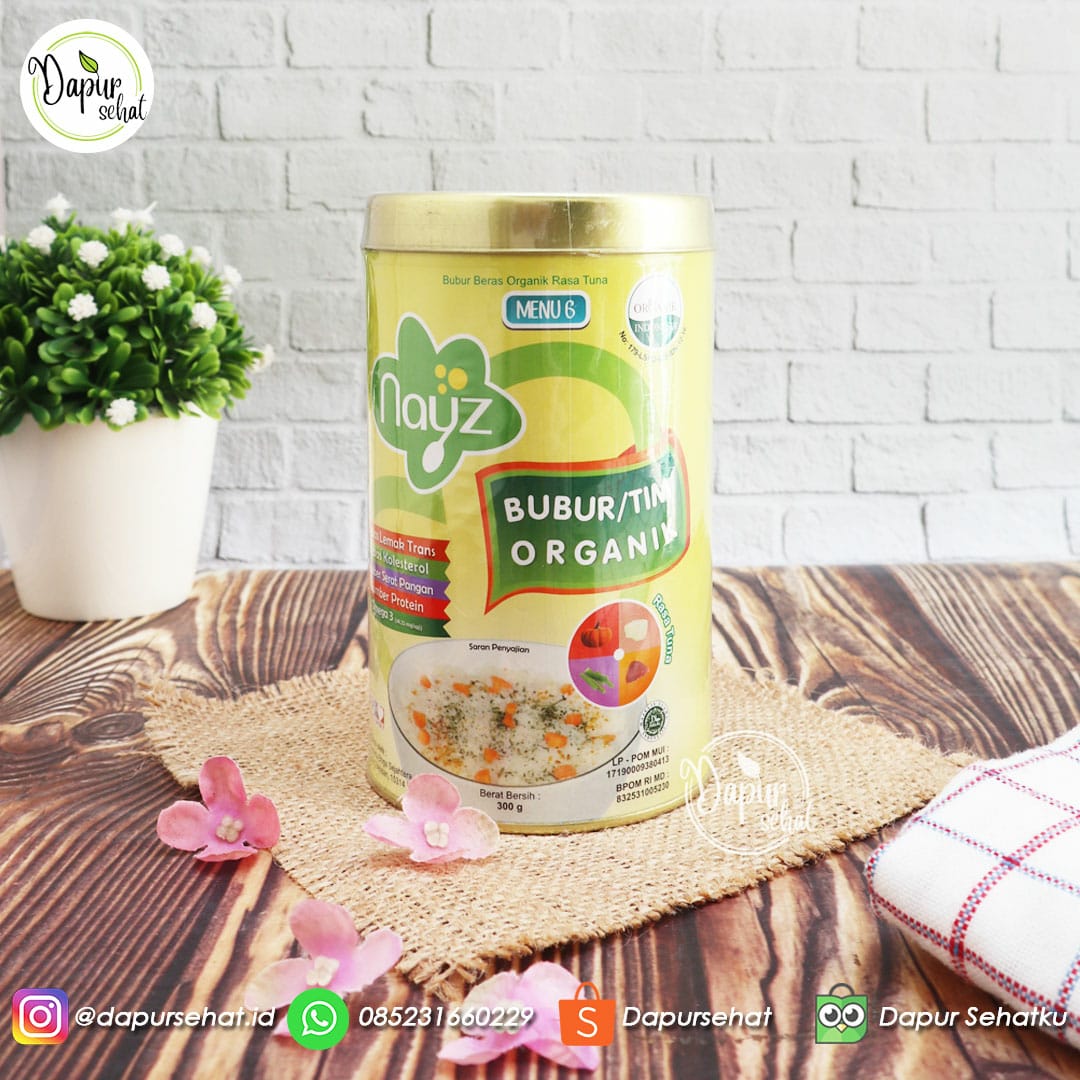 Dapur
sehat
Bubur Beras Organik Rasa Tuna
MENU 6
nayz
BUBUR/TIM
ORGANIK
Lemak Trans
Kolesterol
Serat Pangan
Protein
Rasa Tuna
Saran Penyajian
LP - POM MUI :
17190009380413
BPOM RI MD :
832531005230
Berat Bersih :
300 g
Dapur
sehat
@dapursehat.id
085231660229
Dapursehat
Dapur Sehatku